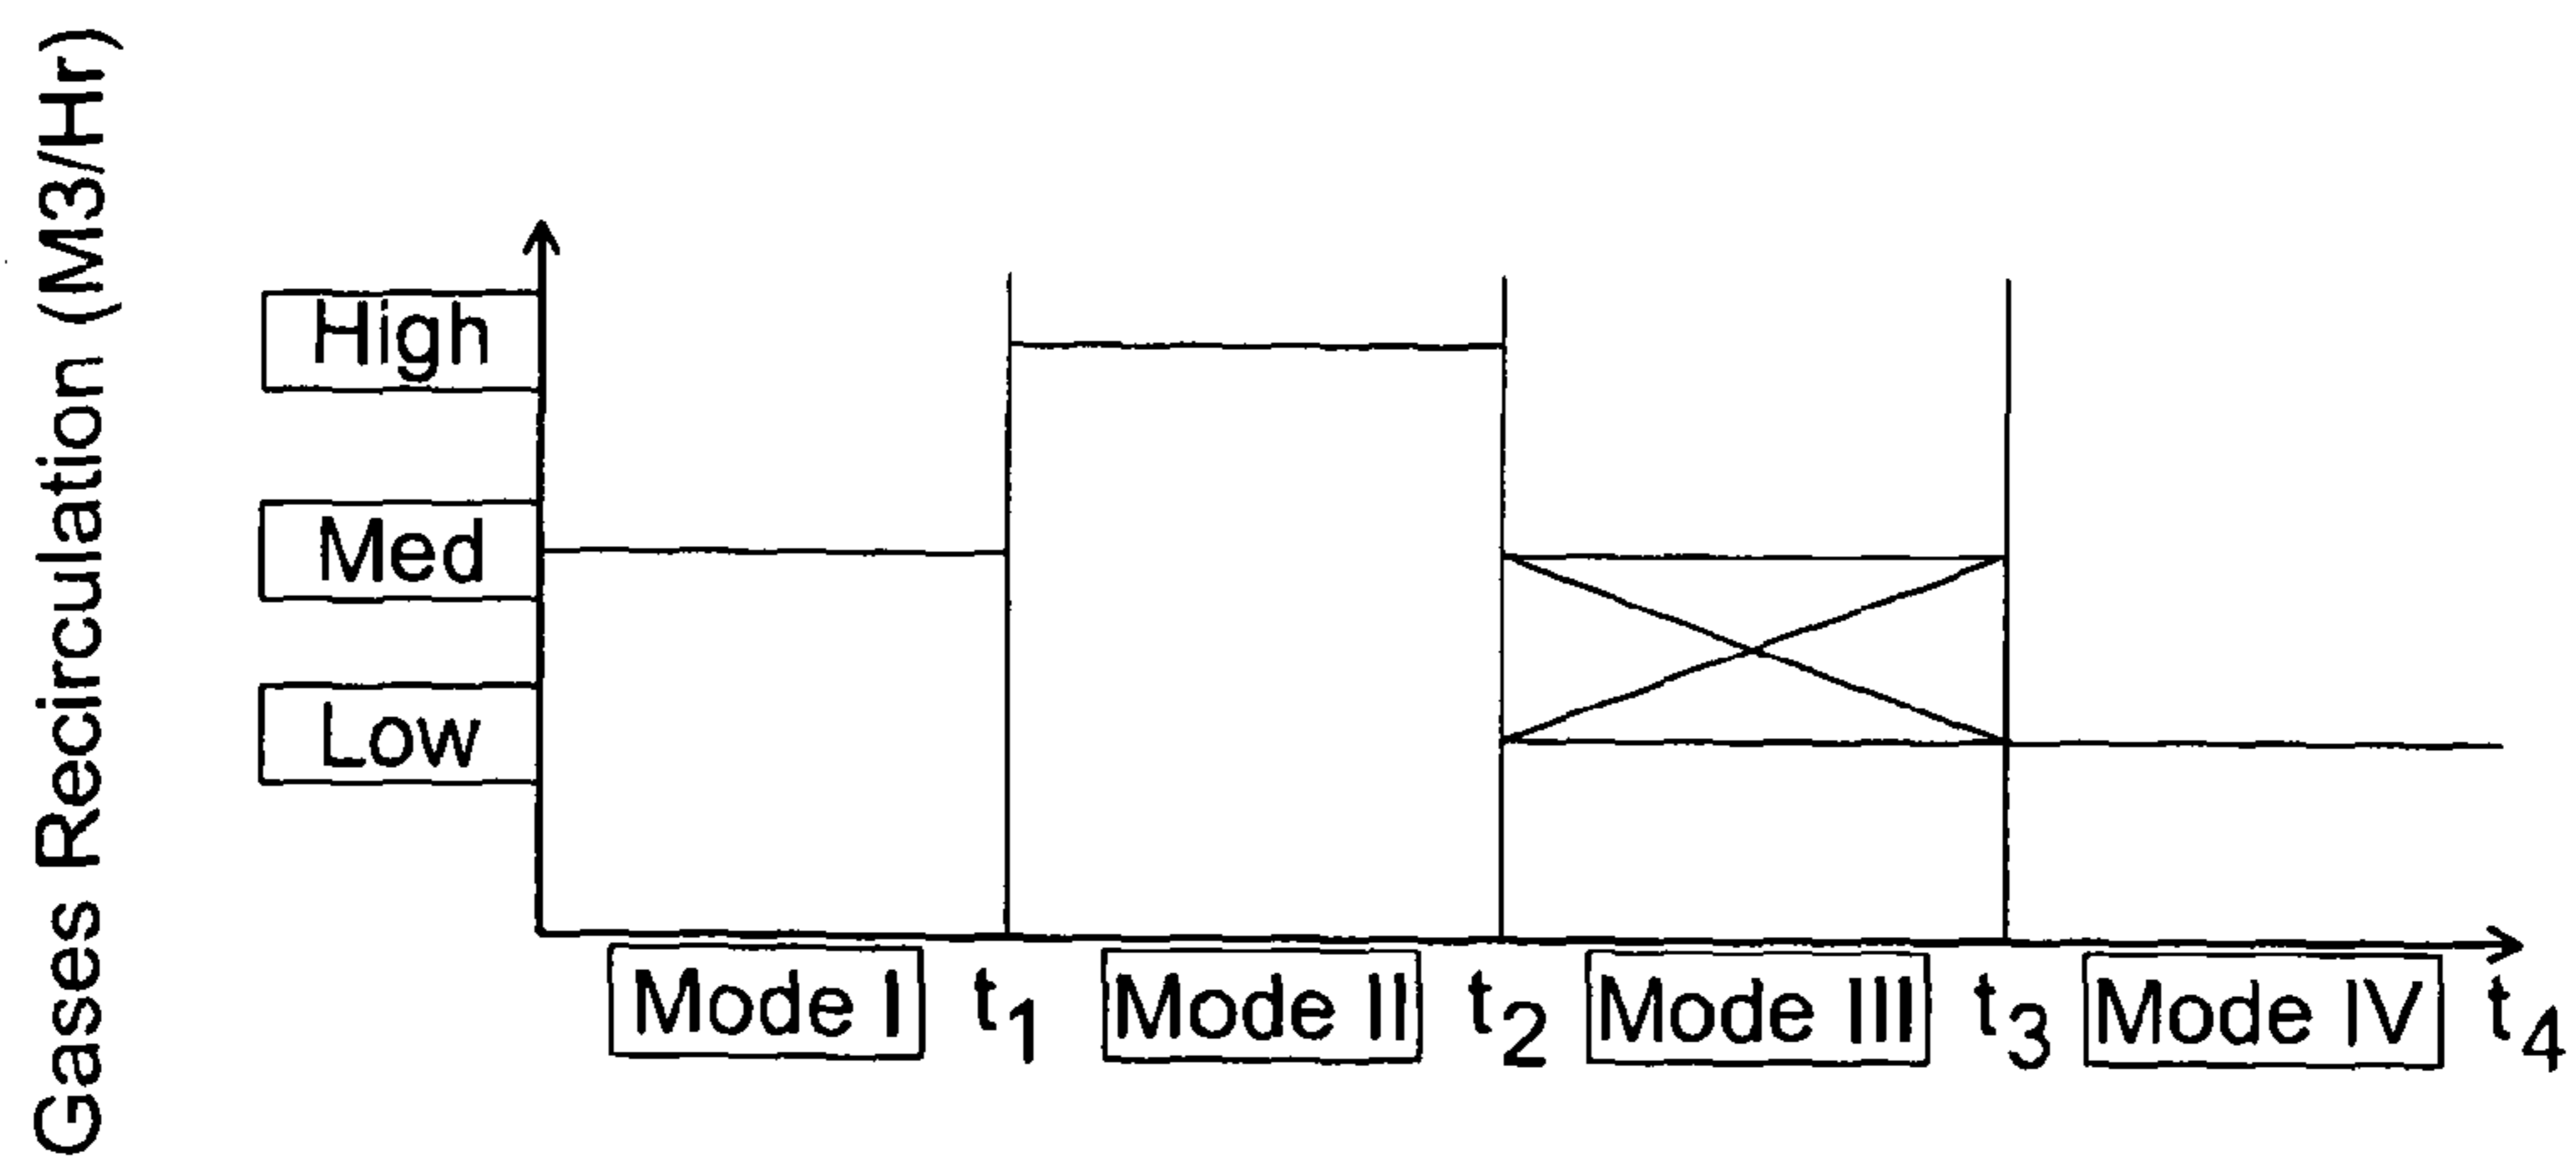 Gases Recirculation (M3/Hr)
High
Med
Low
Mode I t1 Mode II t2 Mode III t3 Mode IV t4